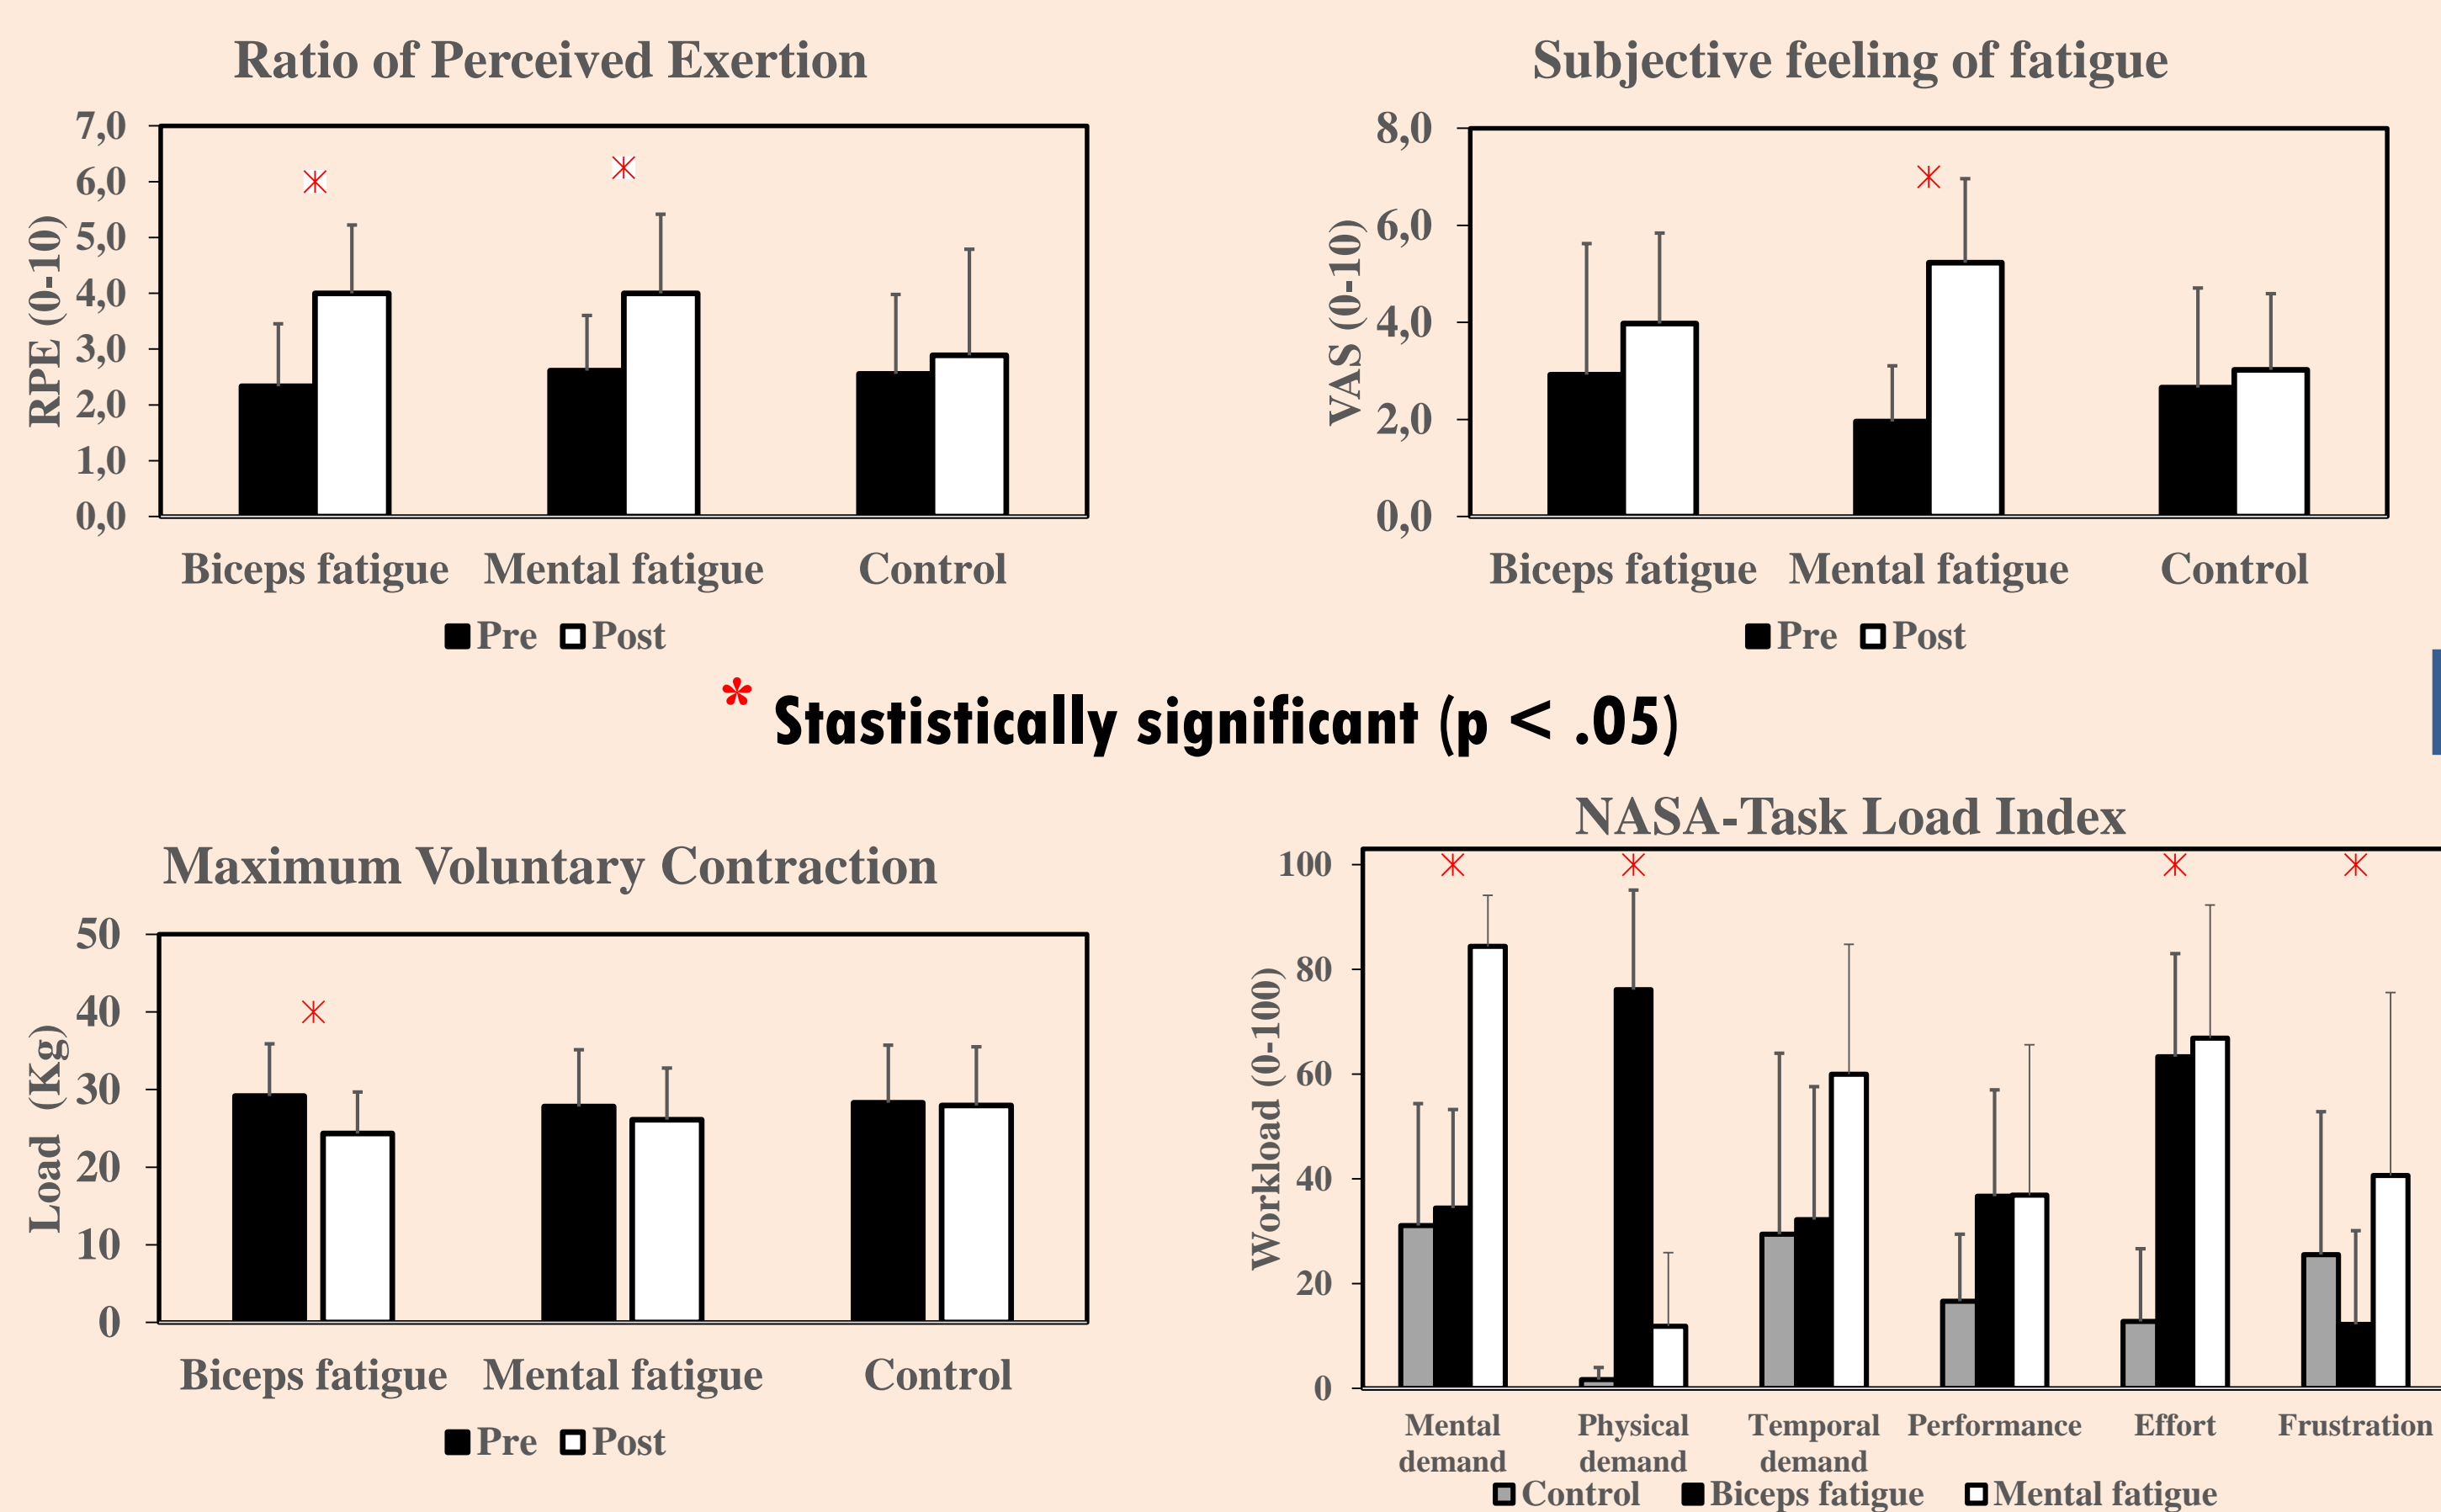 Ratio of Perceived Exertion
RPE (0-10)
7,0
6,0
5,0
4,0
3,0
2,0
1,0
0,0
Biceps fatigue Mental fatigue Control
Pre Post
Subjective feeling of fatigue
VAS (0-10)
8,0
6,0
4,0
2,0
0,0
Biceps fatigue Mental fatigue Control
Pre Post
* Stastistically significant (p < .05)
Maximum Voluntary Contraction
Load (Kg)
50
40
30
20
10
0
Biceps fatigue Mental fatigue Control
Pre Post
NASA-Task Load Index
Workload (0-100)
100
80
60
40
20
0
Mental demand Physical demand Temporal demand Performance Effort Frustration
Control Biceps fatigue Mental fatigue